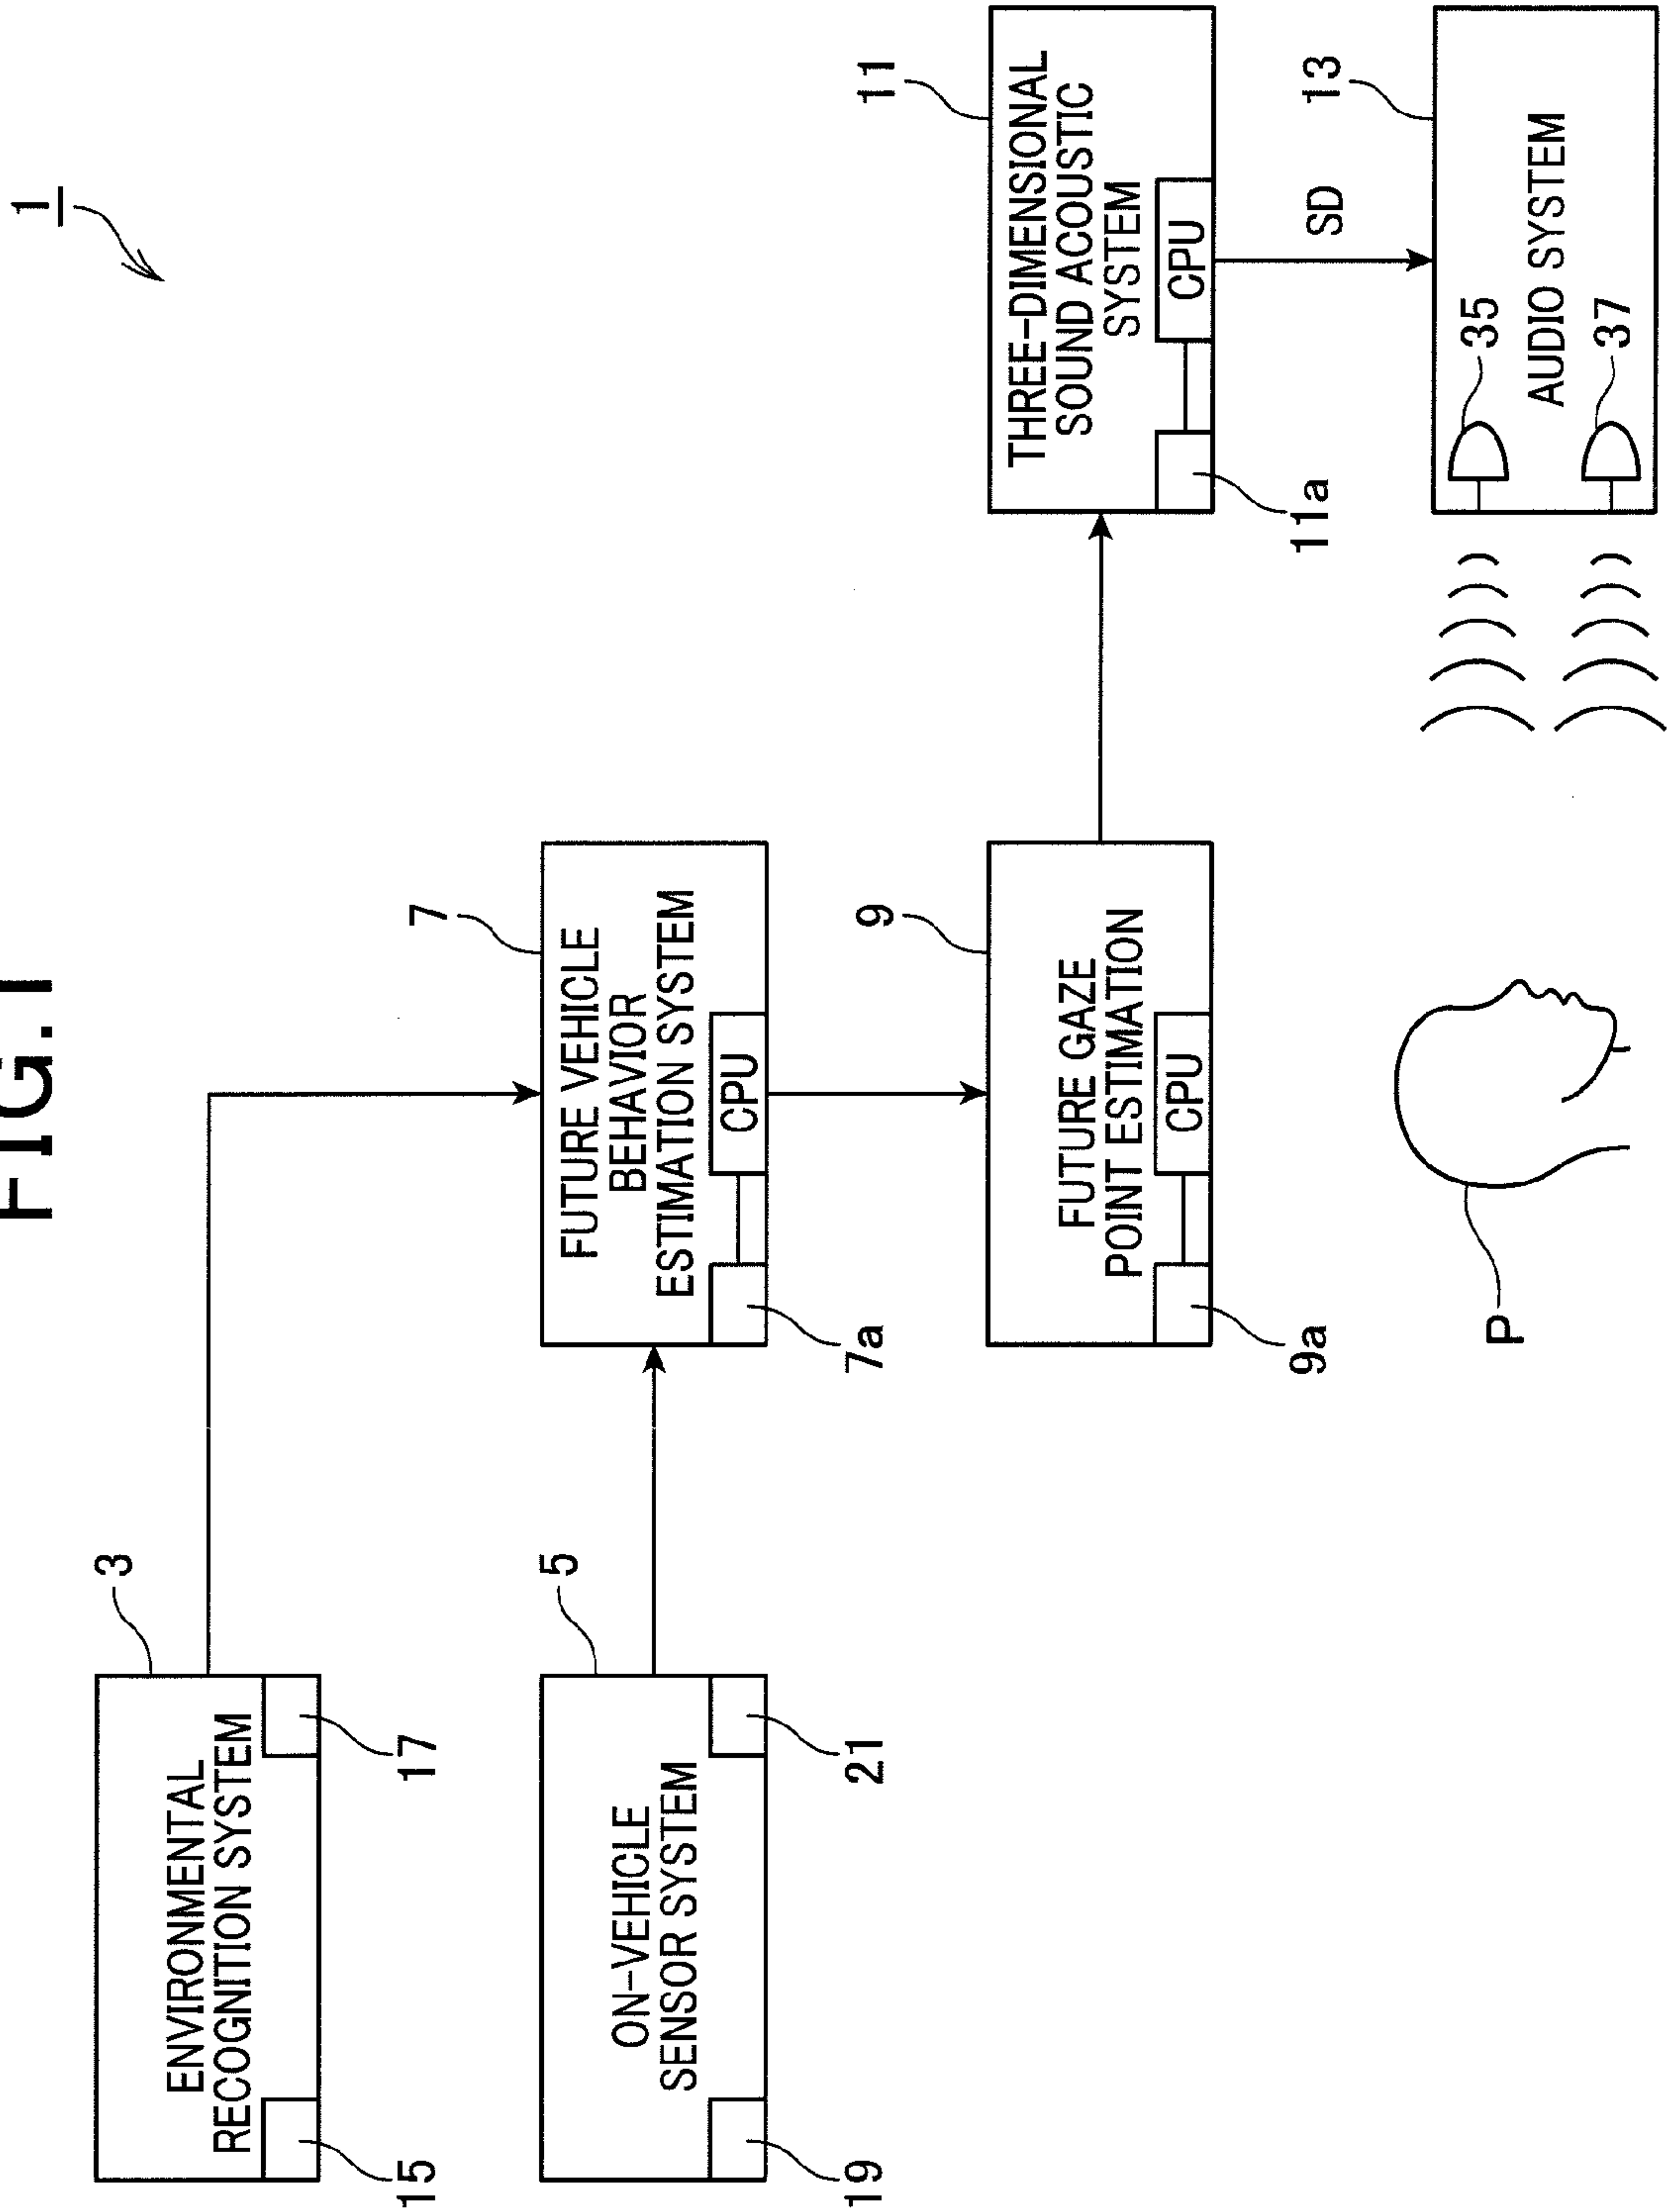 FIG. 1
1
3
ENVIRONMENTAL
RECOGNITION SYSTEM
15
17
5
ON-VEHICLE
SENSOR SYSTEM
19
21
7
FUTURE VEHICLE
BEHAVIOR
ESTIMATION SYSTEM
CPU
7a
9
FUTURE GAZE
POINT ESTIMATION
CPU
9a
11
THREE-DIMENSIONAL
SOUND ACOUSTIC
SYSTEM
CPU
11a
SD
13
35
AUDIO SYSTEM
37
P